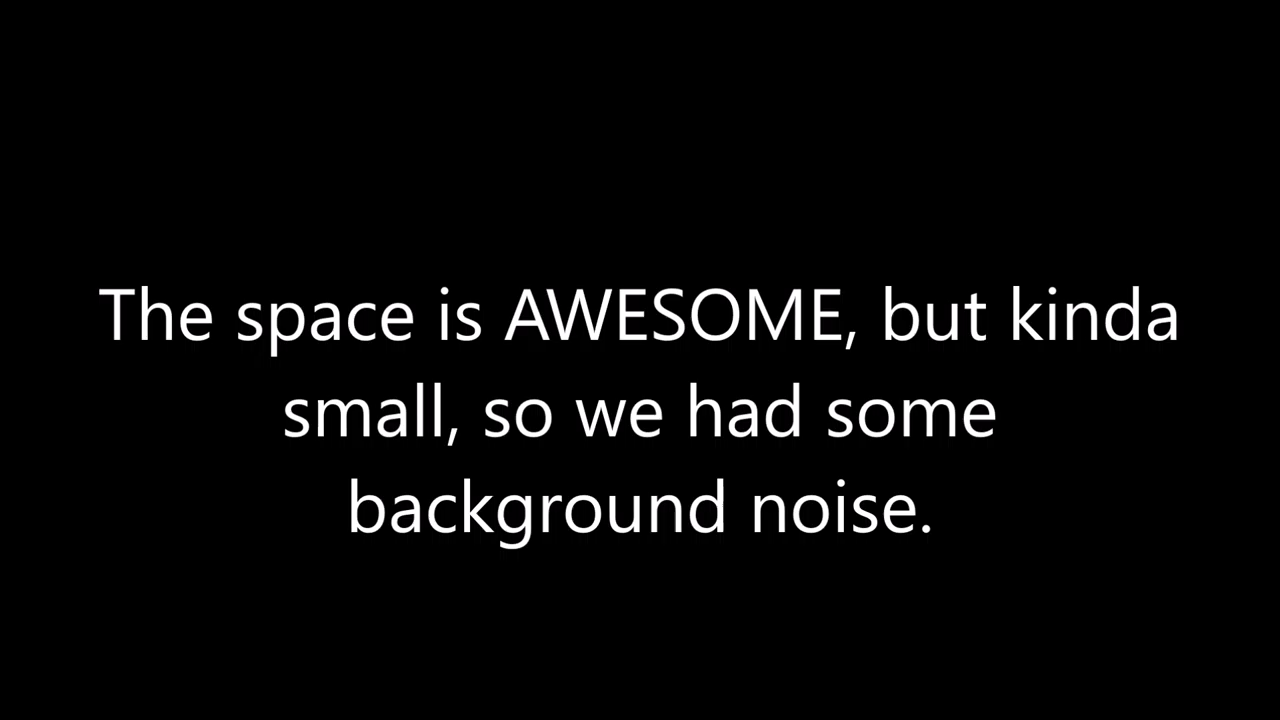 The space is AWESOME, but kinda
small, so we had some
background noise.